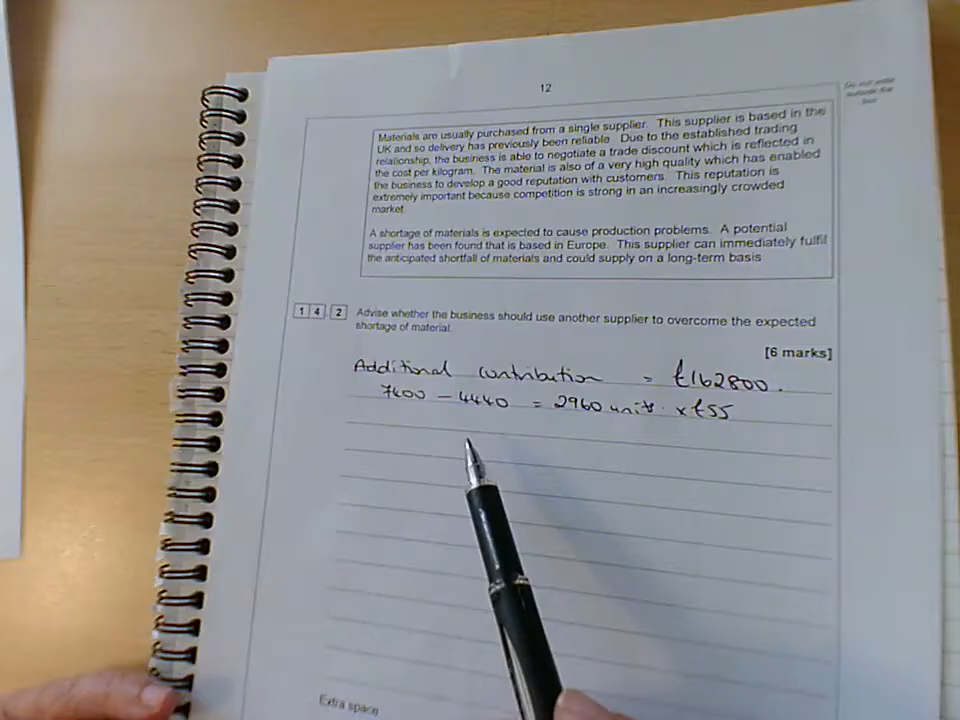 12
Do not write
outside the
box
Materials are usually purchased from a single supplier. This supplier is based in the
UK and so delivery has previously been reliable. Due to the established trading
relationship, the business is able to negotiate a trade discount which is reflected in
the cost per kilogram. The material is also of a very high quality which has enabled
the business to develop a good reputation with customers. This reputation is
extremely important because competition is strong in an increasingly crowded
market
A shortage of materials is expected to cause production problems. A potential
supplier has been found that is based in Europe. This supplier can immediately fulfil
the anticipated shortfall of materials and could supply on a long-term basis
1 4 2 Advise whether the business should use another supplier to overcome the expected
shortage of material.
[6 marks]
Additional contribution = £162800.
7400 - 4440 = 2960 units x £55
Extra space